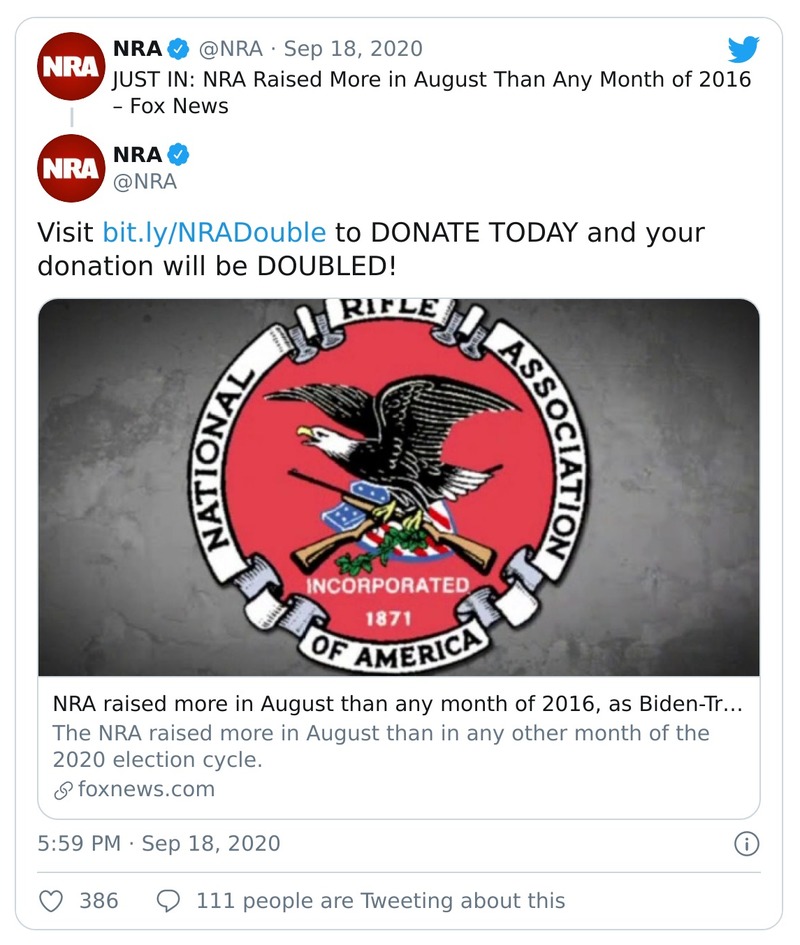 NRA @NRA · Sep 18, 2020
NRA
JUST IN: NRA Raised More in August Than Any Month of 2016
– Fox News
NRA
NRA
@NRA
Visit bit.ly/NRADouble to DONATE TODAY and your
donation will be DOUBLED!
NATIONAL RIFLE ASSOCIATION
INCORPORATED
1871
OF AMERICA
NRA raised more in August than any month of 2016, as Biden-Tr...
The NRA raised more in August than in any other month of the
2020 election cycle.
foxnews.com
5:59 PM · Sep 18, 2020
386 111 people are Tweeting about this